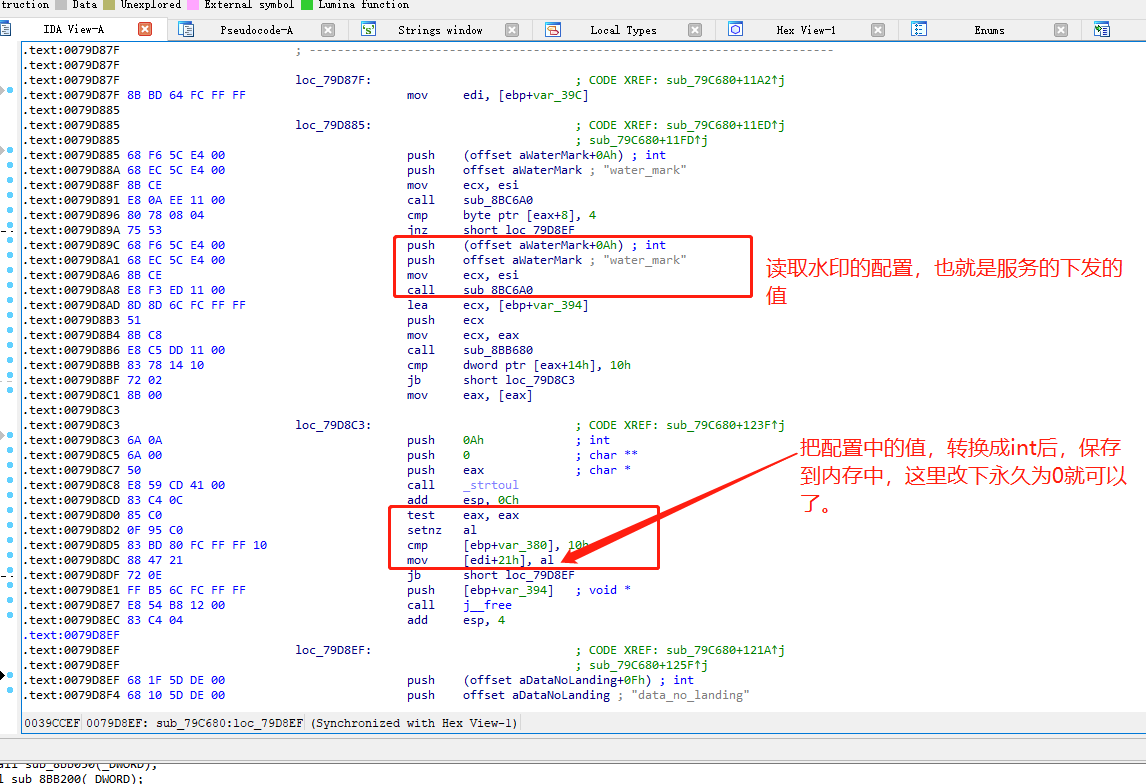 truction Data Unexplored External symbol Lumina function
IDA View-A Pseudocode-A Strings window Local Types Hex View-1 Enums
.text:0079D87F ; ---------------------------------------------------------------------------
.text:0079D87F
.text:0079D87F loc_79D87F: ; CODE XREF: sub_79C680+11A2↑j
.text:0079D87F 8B BD 64 FC FF FF mov edi, [ebp+var_39C]
.text:0079D885
.text:0079D885 loc_79D885: ; CODE XREF: sub_79C680+11ED↑j
.text:0079D885 ; sub_79C680+11FD↑j
.text:0079D885 68 F6 5C E4 00 push (offset aWaterMark+0Ah) ; int
.text:0079D88A 68 EC 5C E4 00 push offset aWaterMark ; "water_mark"
.text:0079D88F 8B CE mov ecx, esi
.text:0079D891 E8 0A EE 11 00 call sub_8BC6A0
.text:0079D896 80 78 08 04 cmp byte ptr [eax+8], 4
.text:0079D89A 75 53 jnz short loc_79D8EF
.text:0079D89C 68 F6 5C E4 00 push (offset aWaterMark+0Ah) ; int
.text:0079D8A1 68 EC 5C E4 00 push offset aWaterMark ; "water_mark"
.text:0079D8A6 8B CE mov ecx, esi
.text:0079D8A8 E8 F3 ED 11 00 call sub_8BC6A0
读取水印的配置，也就是服务的下发的
值
.text:0079D8AD 8D 8D 6C FC FF FF lea ecx, [ebp+var_394]
.text:0079D8B3 51 push ecx
.text:0079D8B4 8B C8 mov ecx, eax
.text:0079D8B6 E8 C5 DD 11 00 call sub_8BB680
.text:0079D8BB 83 78 14 10 cmp dword ptr [eax+14h], 10h
.text:0079D8BF 72 02 jb short loc_79D8C3
.text:0079D8C1 8B 00 mov eax, [eax]
.text:0079D8C3
.text:0079D8C3 loc_79D8C3: ; CODE XREF: sub_79C680+123F↑j
.text:0079D8C3 6A 0A push 0Ah ; int
.text:0079D8C5 6A 00 push 0 ; char **
.text:0079D8C7 50 push eax ; char *
.text:0079D8C8 E8 59 CD 41 00 call _strtoul
.text:0079D8CD 83 C4 0C add esp, 0Ch
把配置中的值，转换成int后，保存
到内存中，这里改下永久为0就可以
了。
.text:0079D8D0 85 C0 test eax, eax
.text:0079D8D2 0F 95 C0 setnz al
.text:0079D8D5 83 BD 80 FC FF FF 10 cmp [ebp+var_380], 10h
.text:0079D8DC 88 47 21 mov [edi+21h], al
.text:0079D8DF 72 0E jb short loc_79D8EF
.text:0079D8E1 FF B5 6C FC FF FF push [ebp+var_394] ; void *
.text:0079D8E7 E8 54 B8 12 00 call j__free
.text:0079D8EC 83 C4 04 add esp, 4
.text:0079D8EF
.text:0079D8EF loc_79D8EF: ; CODE XREF: sub_79C680+121A↑j
.text:0079D8EF ; sub_79C680+125F↑j
.text:0079D8EF 68 1F 5D DE 00 push (offset aDataNoLanding+0Fh) ; int
.text:0079D8F4 68 10 5D DE 00 push offset aDataNoLanding ; "data_no_landing"
0039CCEF 0079D8EF: sub_79C680:loc_79D8EF (Synchronized with Hex View-1)
all sub_8BB050(_DWORD);
l sub_8BB200(_DWORD);